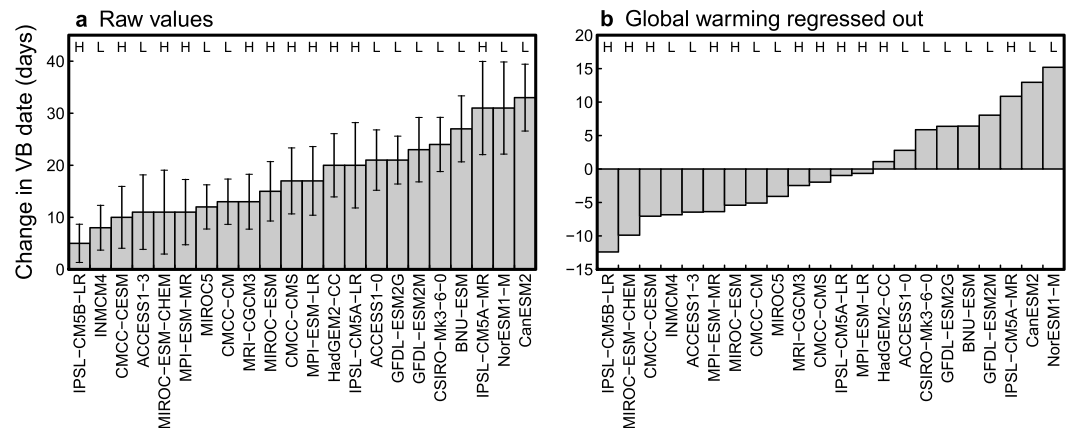 a Raw values
b Global warming regressed out
Change in VB date (days)
40
30
20
10
0
H L H L H H L H H H H H H H L L L L L H L L
IPSL−CM5B−LR
INMCM4
CMCC−CESM
ACCESS1−3
MIROC−ESM−CHEM
MPI−ESM−MR
MIROC5
CMCC−CM
MRI−CGCM3
MIROC−ESM
CMCC−CMS
MPI−ESM−LR
HadGEM2−CC
IPSL−CM5A−LR
ACCESS1−0
GFDL−ESM2G
GFDL−ESM2M
CSIRO−Mk3−6−0
BNU−ESM
IPSL−CM5A−MR
NorESM1−M
CanESM2
20
15
10
5
0
−5
−10
−15
H H H L L H H H L H H H H H L L L L L H L L
IPSL−CM5B−LR
MIROC−ESM−CHEM
CMCC−CESM
INMCM4
ACCESS1−3
MPI−ESM−MR
MIROC−ESM
CMCC−CM
MIROC5
MRI−CGCM3
CMCC−CMS
IPSL−CM5A−LR
MPI−ESM−LR
HadGEM2−CC
ACCESS1−0
CSIRO−Mk3−6−0
GFDL−ESM2G
BNU−ESM
GFDL−ESM2M
IPSL−CM5A−MR
CanESM2
NorESM1−M